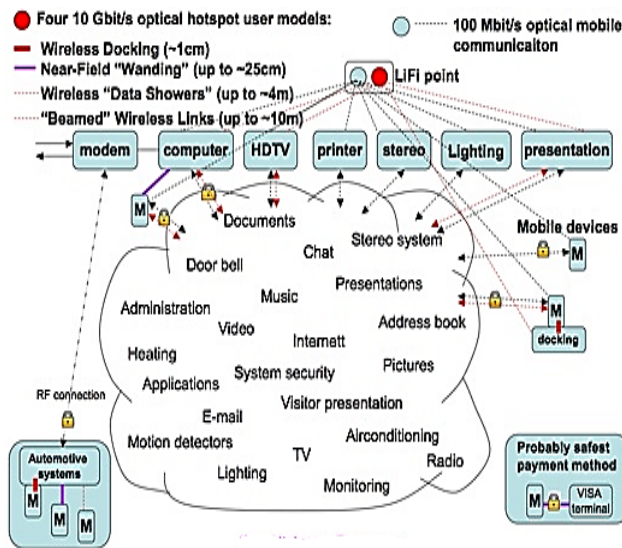 Four 10 Gbit/s optical hotspot user models:
100 Mbit/s optical mobile
communicaiton
Wireless Docking (~1cm)
Near-Field "Wanding" (up to ~25cm)
LiFi point
Wireless "Data Showers" (up to ~4m)
"Beamed" Wireless Links (up to ~10m)
modem computer HDTV printer stereo Lighting presentation
M
Documents
Stereo system
Mobile devices
Chat
Door bell
M
Music
Presentations
Administration
Video
Address book
M
Internett
docking
Heating
System security
Pictures
Applications
RF connection
Visitor presentation
E-mail
Motion detectors
Airconditioning
TV
Radio
Lighting
Monitoring
Automotive
systems
M
M
M
Probably safest
payment method
M
VISA
terminal